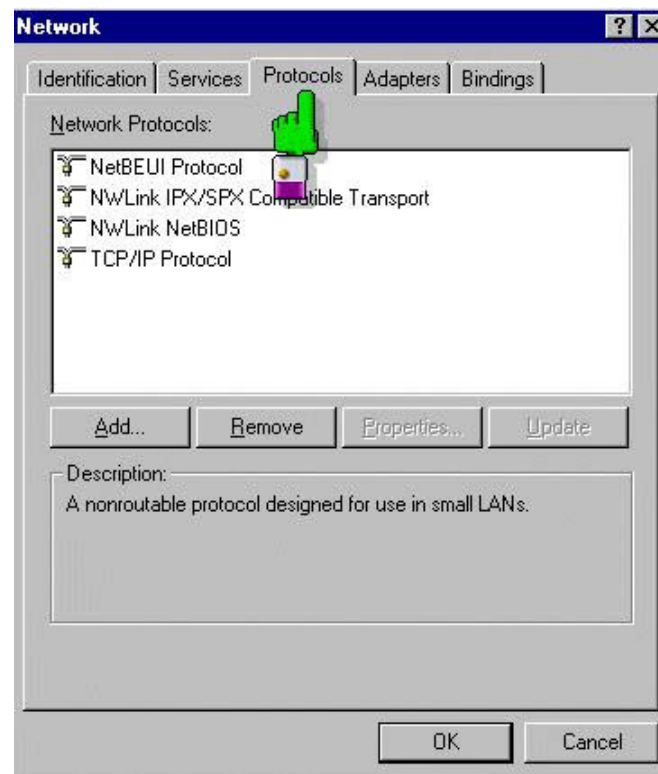 Network
Identification Services Protocols Adapters Bindings
Network Protocols:
NetBEUI Protocol
NWLink IPX/SPX Compatible Transport
NWLink NetBIOS
TCP/IP Protocol
Add... Remove Properties... Update
Description:
A nonroutable protocol designed for use in small LANs.
OK Cancel